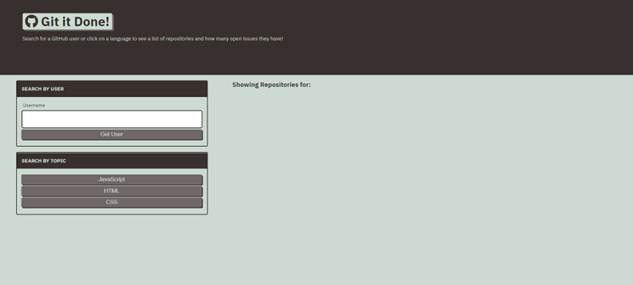 Git it Done!
Search for a GitHub user or click on a language to see a list of repositories and how many open issues they have!
SEARCH BY USER
Username
Get User
SEARCH BY TOPIC
JavaScript
HTML
CSS
Showing Repositories for: